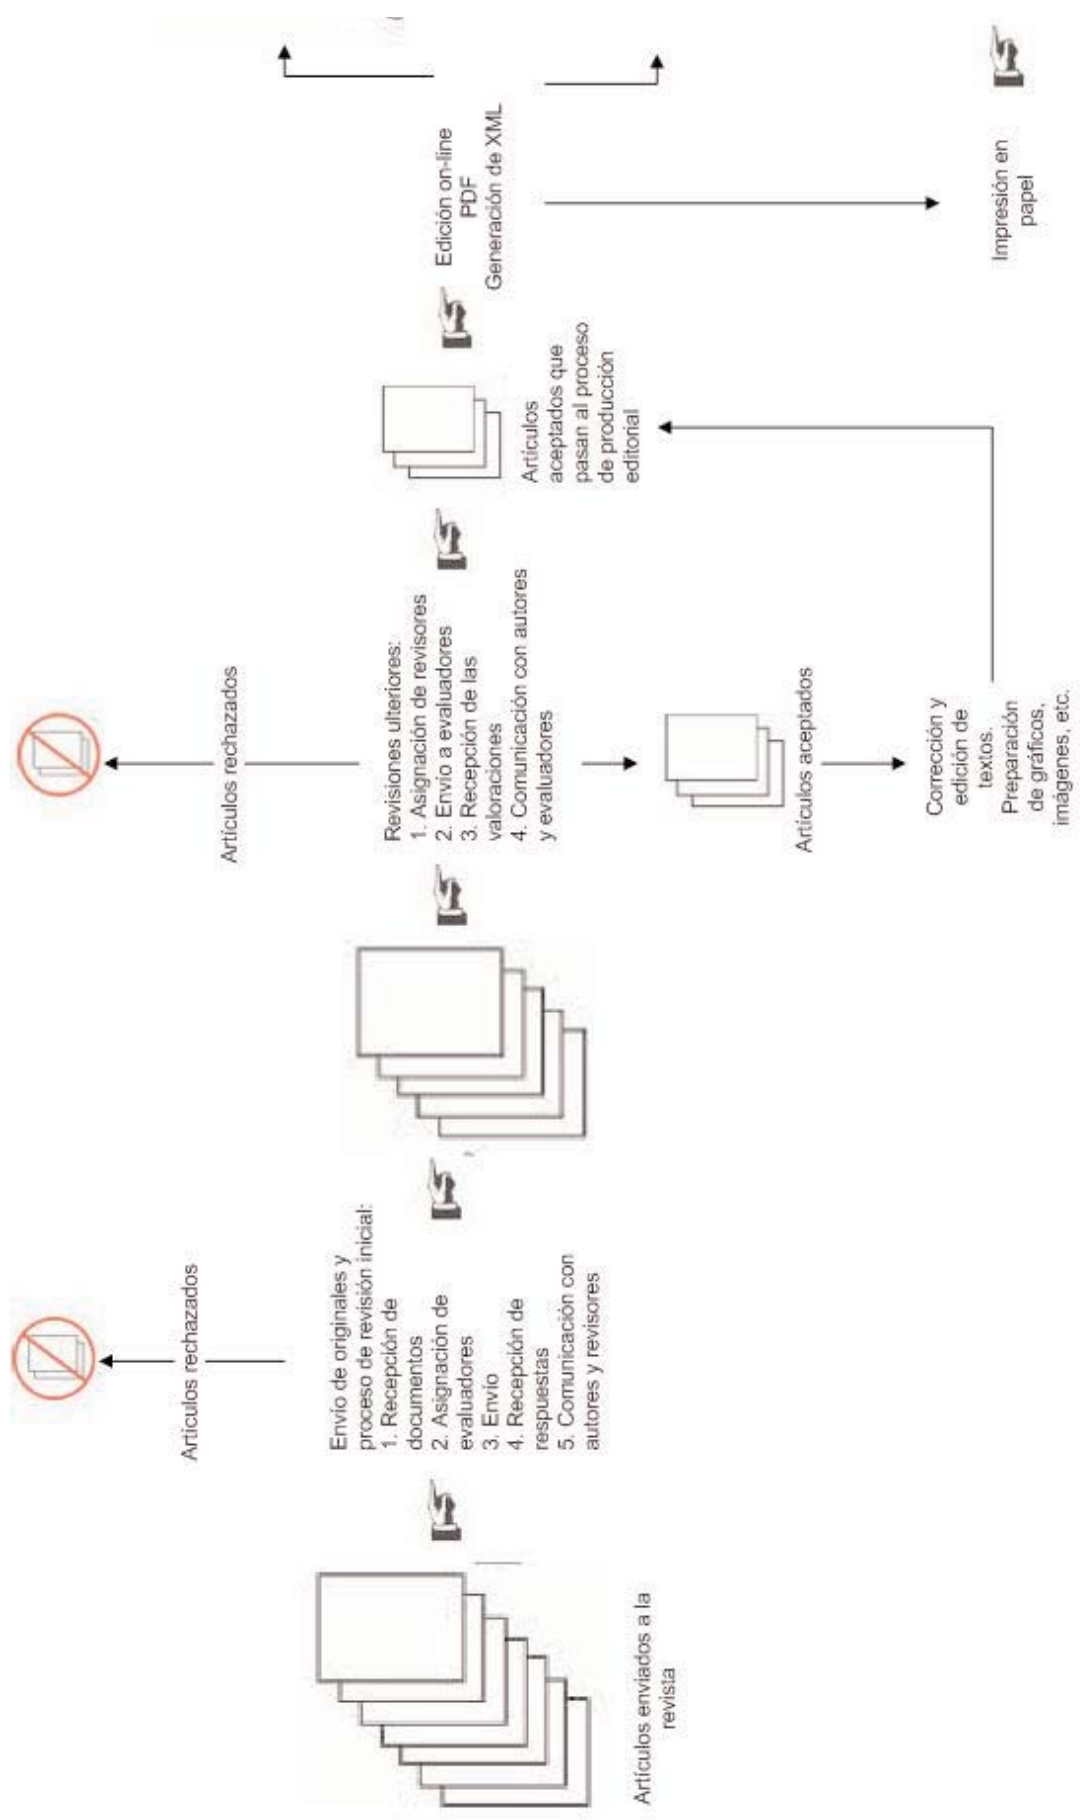 Artículos enviados a la
revista
Artículos rechazados
Envío de originales y
proceso de revisión inicial:
1. Recepción de
documentos
2. Asignación de
evaluadores
3. Envío
4. Recepción de
respuestas
5. Comunicación con
autores y revisores
Artículos rechazados
Revisiones ulteriores:
1. Asignación de revisores
2. Envío a evaluadores
3. Recepción de las
valoraciones
4. Comunicación con autores
y evaluadores
Artículos aceptados
Corrección y
edición de
textos.
Preparación
de gráficos,
imágenes, etc.
Artículos
aceptados que
pasan al proceso
de producción
editorial
Edición on-line
PDF
Generación de XML
Impresión en
papel